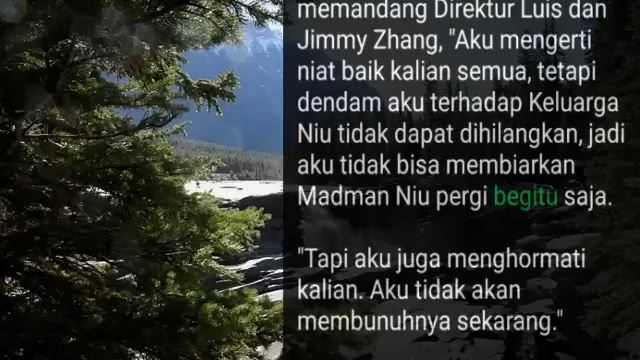 memandang Direktur Luis dan
Jimmy Zhang, "Aku mengerti
niat baik kalian semua, tetapi
dendam aku terhadap Keluarga
Niu tidak dapat dihilangkan, jadi
aku tidak bisa membiarkan
Madman Niu pergi begitu saja.
"Tapi aku juga menghormati
kalian. Aku tidak akan
membunuhnya sekarang."